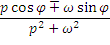 p cos φ ∓ ω sin φ
p² + ω²